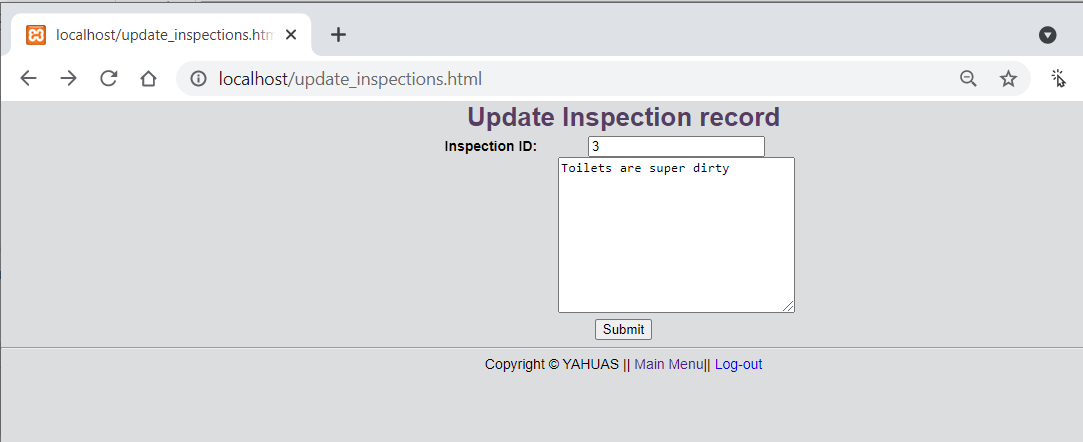 localhost/update_inspections.htm
localhost/update_inspections.html
Update Inspection record
Inspection ID: 3
Toilets are super dirty
Submit
Copyright © YAHUAS || Main Menu|| Log-out